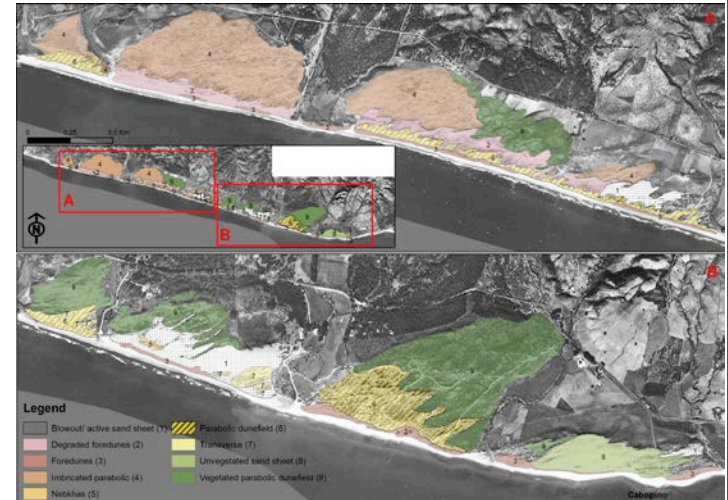 A
0 0.25 0.5 Km
A
B
N
B
Legend
Blowout/ active sand sheet (1)
Degraded foredunes (2)
Foredunes (3)
Imbricated parabolic (4)
Nebkhas (5)
Parabolic dunefield (6)
Transverse (7)
Unvegetated sand sheet (8)
Vegetated parabolic dunefield (9)
Cabopino